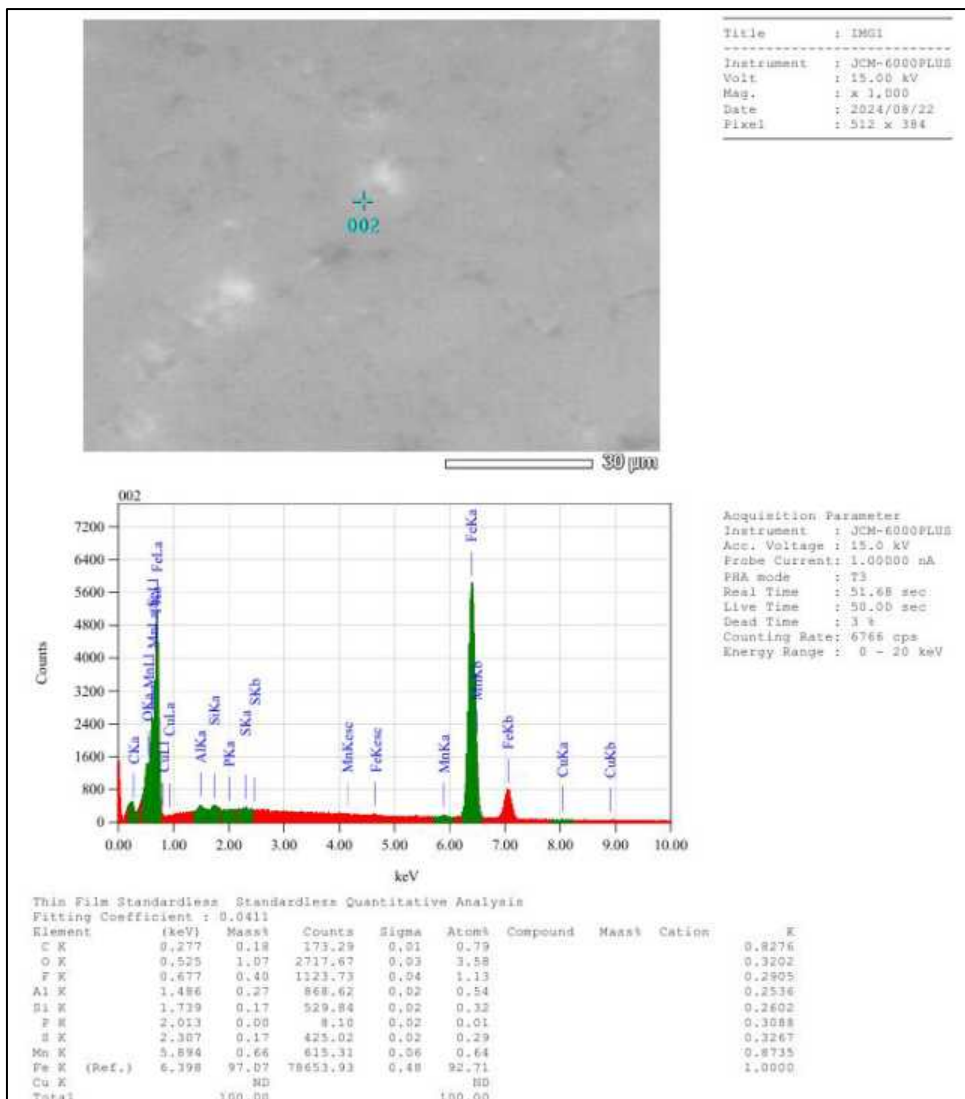 Title : IMG1
Instrument : JCM-6000PLUS
Volt : 15.00 kV
Mag. : x 1,000
Date : 2024/08/22
Pixel : 512 x 384
002
30 μm
002
7200
6400
5600
4800
4000
3200
2400
1600
800
0
Counts
CKa
OKa
MnLl
MnLa
FeLa
CuLl
CuLa
AlKa
SiKa
PKa
SKa
SKb
MnKesc
FeKesc
MnKa
FeKa
MnKb
FeKb
CuKa
CuKb
0.00 1.00 2.00 3.00 4.00 5.00 6.00 7.00 8.00 9.00 10.00
keV
Acquisition Parameter
Instrument : JCM-6000PLUS
Acc. Voltage : 15.0 kV
Probe Current: 1.00000 nA
PHA mode : T3
Real Time : 51.68 sec
Live Time : 50.00 sec
Dead Time : 3 %
Counting Rate: 6766 cps
Energy Range : 0 - 20 keV
Thin Film Standardless Standardless Quantitative Analysis
Fitting Coefficient : 0.0411
Element (keV) Mass% Counts Sigma Atom% Compound Mass% Cation K
C K 0.277 0.18 173.29 0.01 0.79 0.8276
O K 0.525 1.07 2717.67 0.03 3.58 0.3202
F K 0.677 0.40 1123.73 0.04 1.13 0.2905
Al K 1.486 0.27 868.62 0.02 0.54 0.2536
Si K 1.739 0.17 529.84 0.02 0.32 0.2602
P K 2.013 0.00 8.10 0.02 0.01 0.3088
S K 2.307 0.17 425.02 0.02 0.29 0.3267
Mn K 5.894 0.66 615.31 0.06 0.64 0.8735
Fe K (Ref.) 6.398 97.07 78653.93 0.48 92.71 1.0000
Cu K ND ND
Total 100.00 100.00